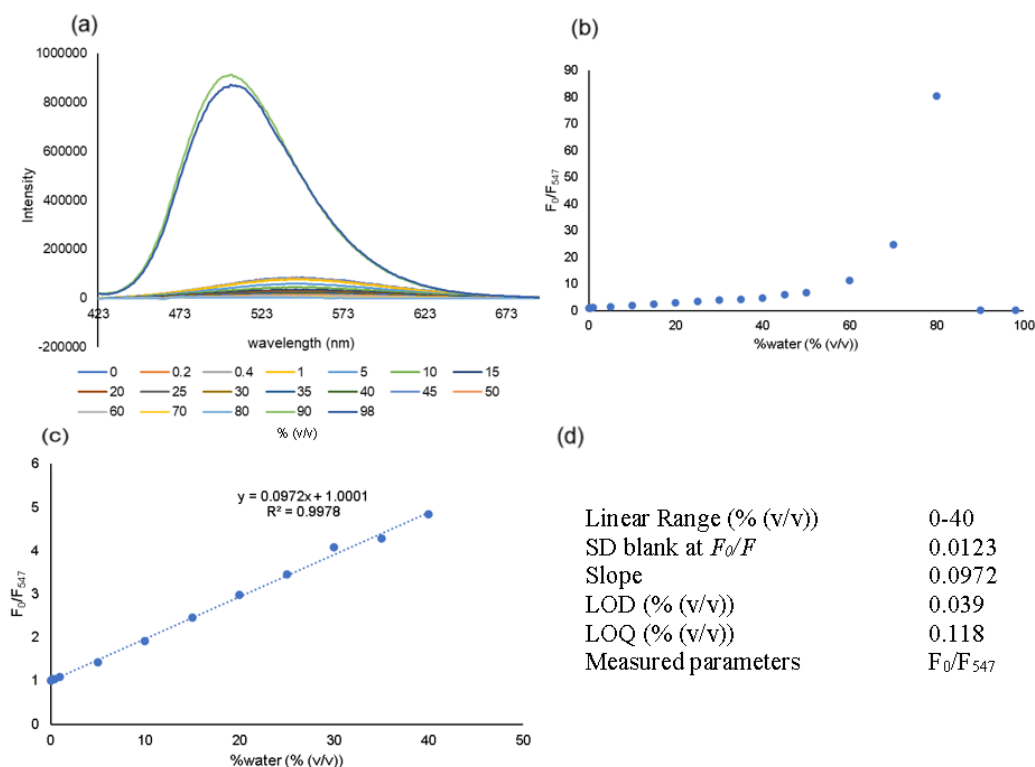 (a)
1000000
800000
600000
400000
200000
0
-200000
Intensity
423 473 523 573 623 673
wavelength (nm)
0 0.2 0.4 1 5 10 15
20 25 30 35 40 45 50
60 70 80 90 98
% (v/v)
(b)
90
80
70
60
50
40
30
20
10
0
F₀/F₅₄₇
0 20 40 60 80 100
%water (% (v/v))
(c)
6
5
4
3
2
1
0
F₀/F₅₄₇
y = 0.0972x + 1.0001
R² = 0.9978
0 10 20 30 40 50
%water (% (v/v))
(d)
Linear Range (% (v/v)) 0-40
SD blank at F₀/F 0.0123
Slope 0.0972
LOD (% (v/v)) 0.039
LOQ (% (v/v)) 0.118
Measured parameters F₀/F₅₄₇